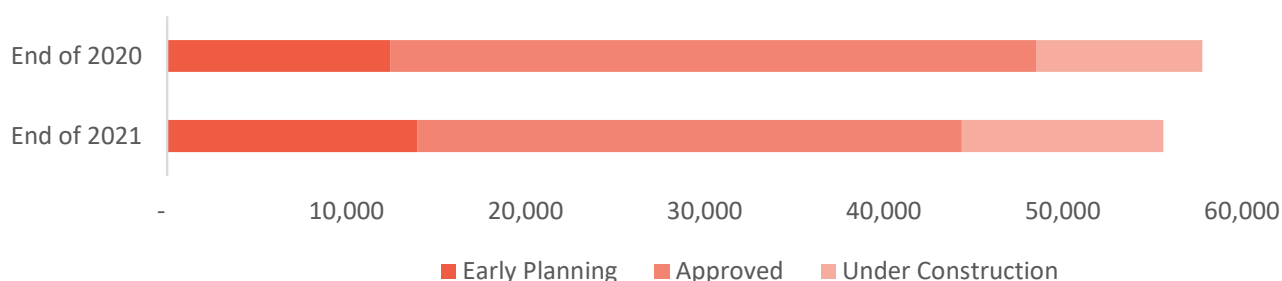 End of 2020
End of 2021
- 10,000 20,000 30,000 40,000 50,000 60,000
Early Planning Approved Under Construction